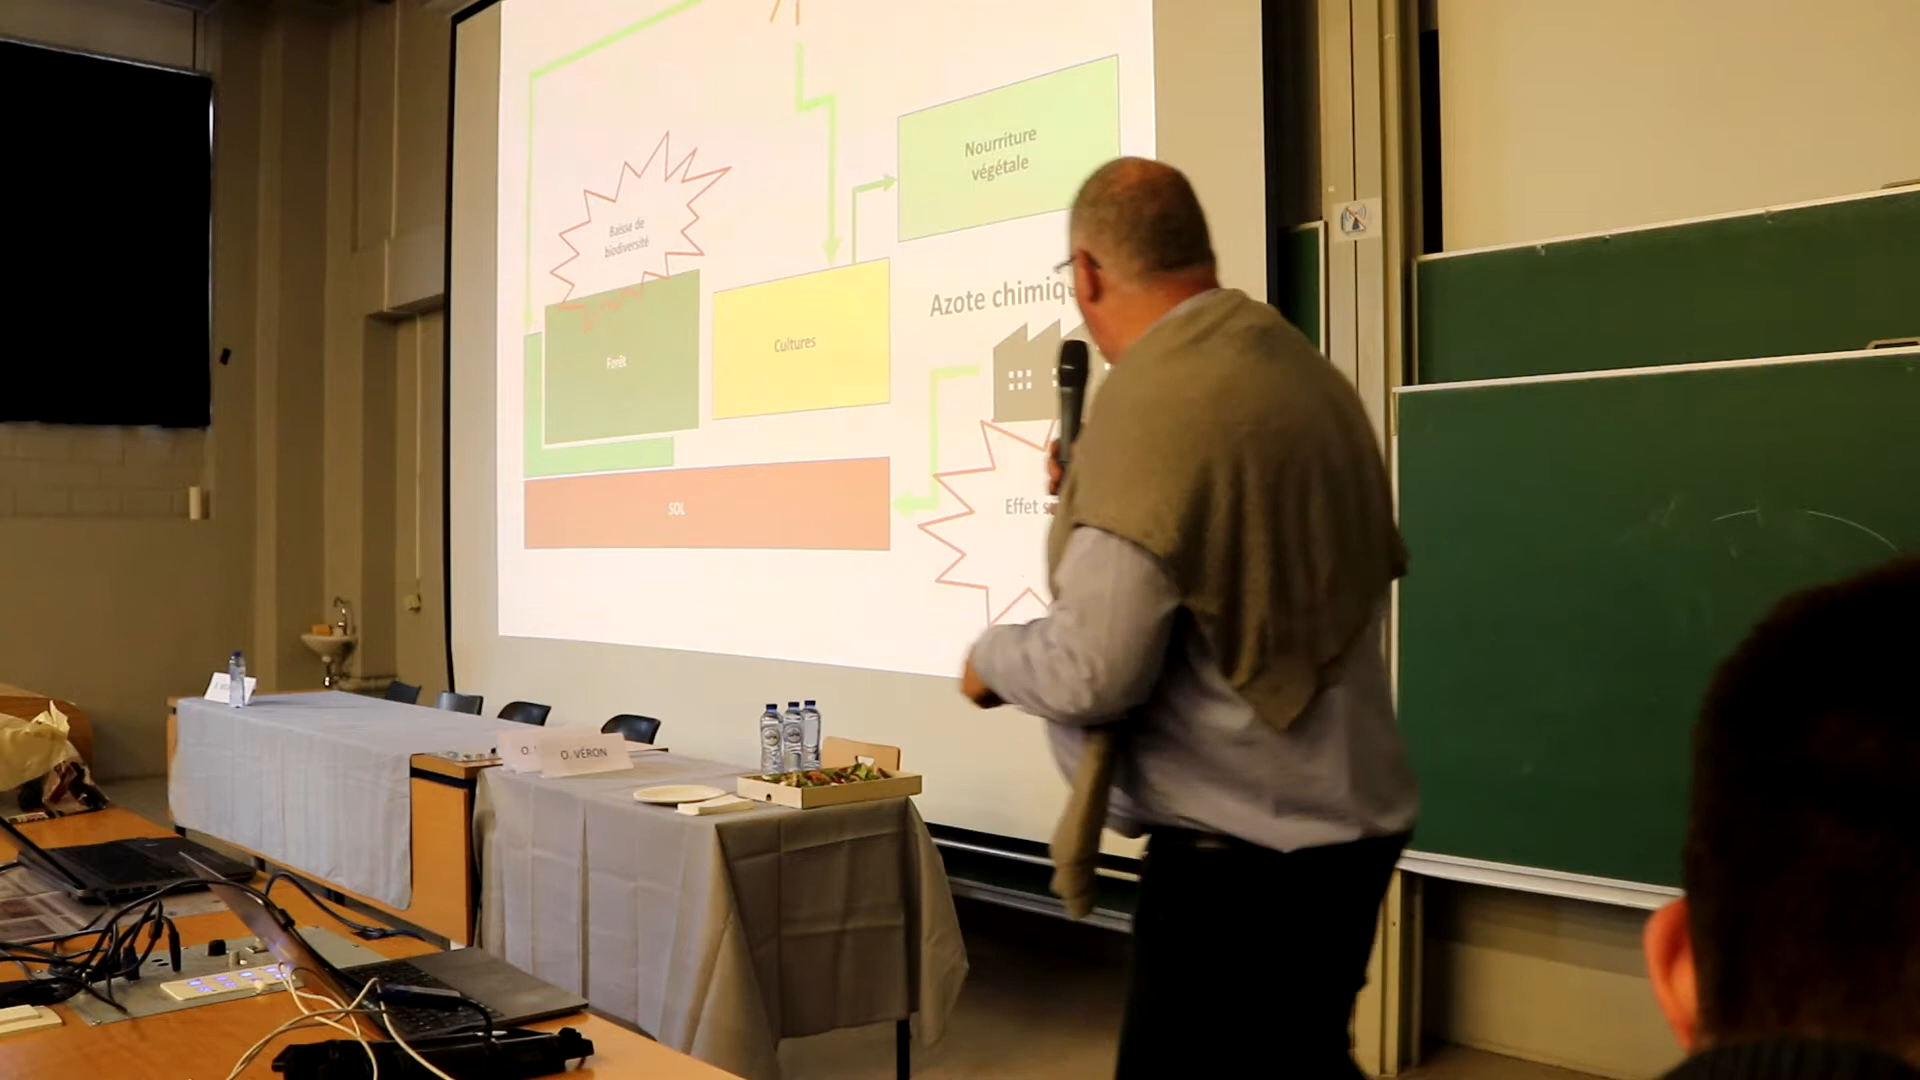 Nourriture
végétale
Baisse de
biodiversité
Azote chimiq
Forêt
Cultures
Effet s
SOL
O.
O. VÉRON